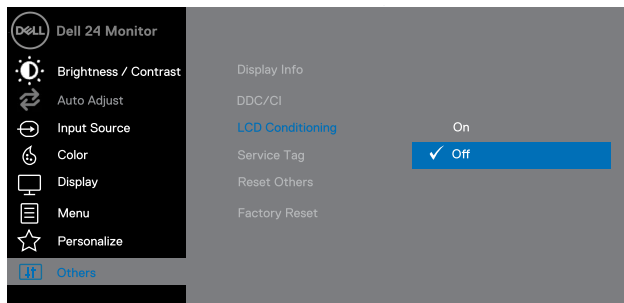 DELL Dell 24 Monitor
Brightness / Contrast
Auto Adjust
Input Source
Color
Display
Menu
Personalize
Others
Display Info
DDC/CI
LCD Conditioning
Service Tag
Reset Others
Factory Reset
On
Off